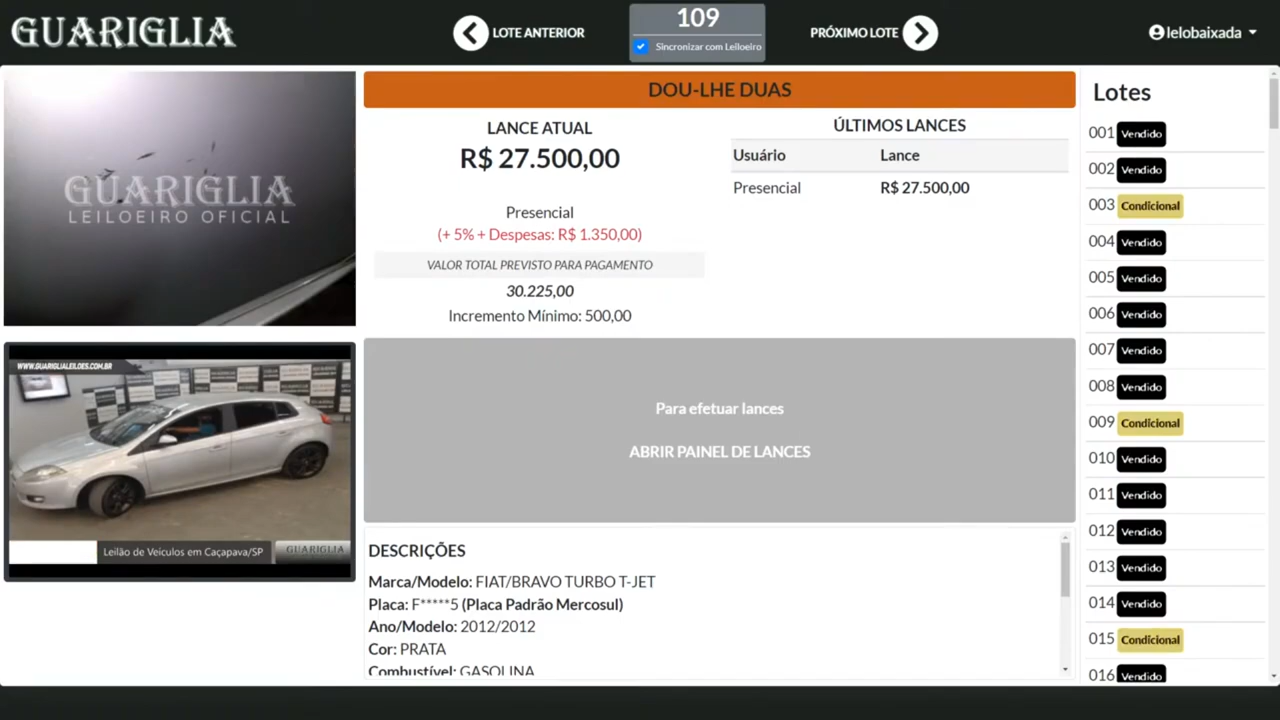 GUARIGLIA
LOTE ANTERIOR
109
Sincronizar com Leiloeiro
PRÓXIMO LOTE
lelobaixada
GUARIGLIA
LEILOEIRO OFICIAL
DOU-LHE DUAS
LANCE ATUAL
R$ 27.500,00
Presencial
(+ 5% + Despesas: R$ 1.350,00)
VALOR TOTAL PREVISTO PARA PAGAMENTO
30.225,00
Incremento Mínimo: 500,00
ÚLTIMOS LANCES
Usuário Lance
Presencial R$ 27.500,00
WWW.GUARIGLIALEILOES.COM.BR
Leilão de Veículos em Caçapava/SP
GUARIGLIA
Para efetuar lances
ABRIR PAINEL DE LANCES
DESCRIÇÕES
Marca/Modelo: FIAT/BRAVO TURBO T-JET
Placa: F*****5 (Placa Padrão Mercosul)
Ano/Modelo: 2012/2012
Cor: PRATA
Combustível: GASOLINA
Lotes
001 Vendido
002 Vendido
003 Condicional
004 Vendido
005 Vendido
006 Vendido
007 Vendido
008 Vendido
009 Condicional
010 Vendido
011 Vendido
012 Vendido
013 Vendido
014 Vendido
015 Condicional
016 Vendido